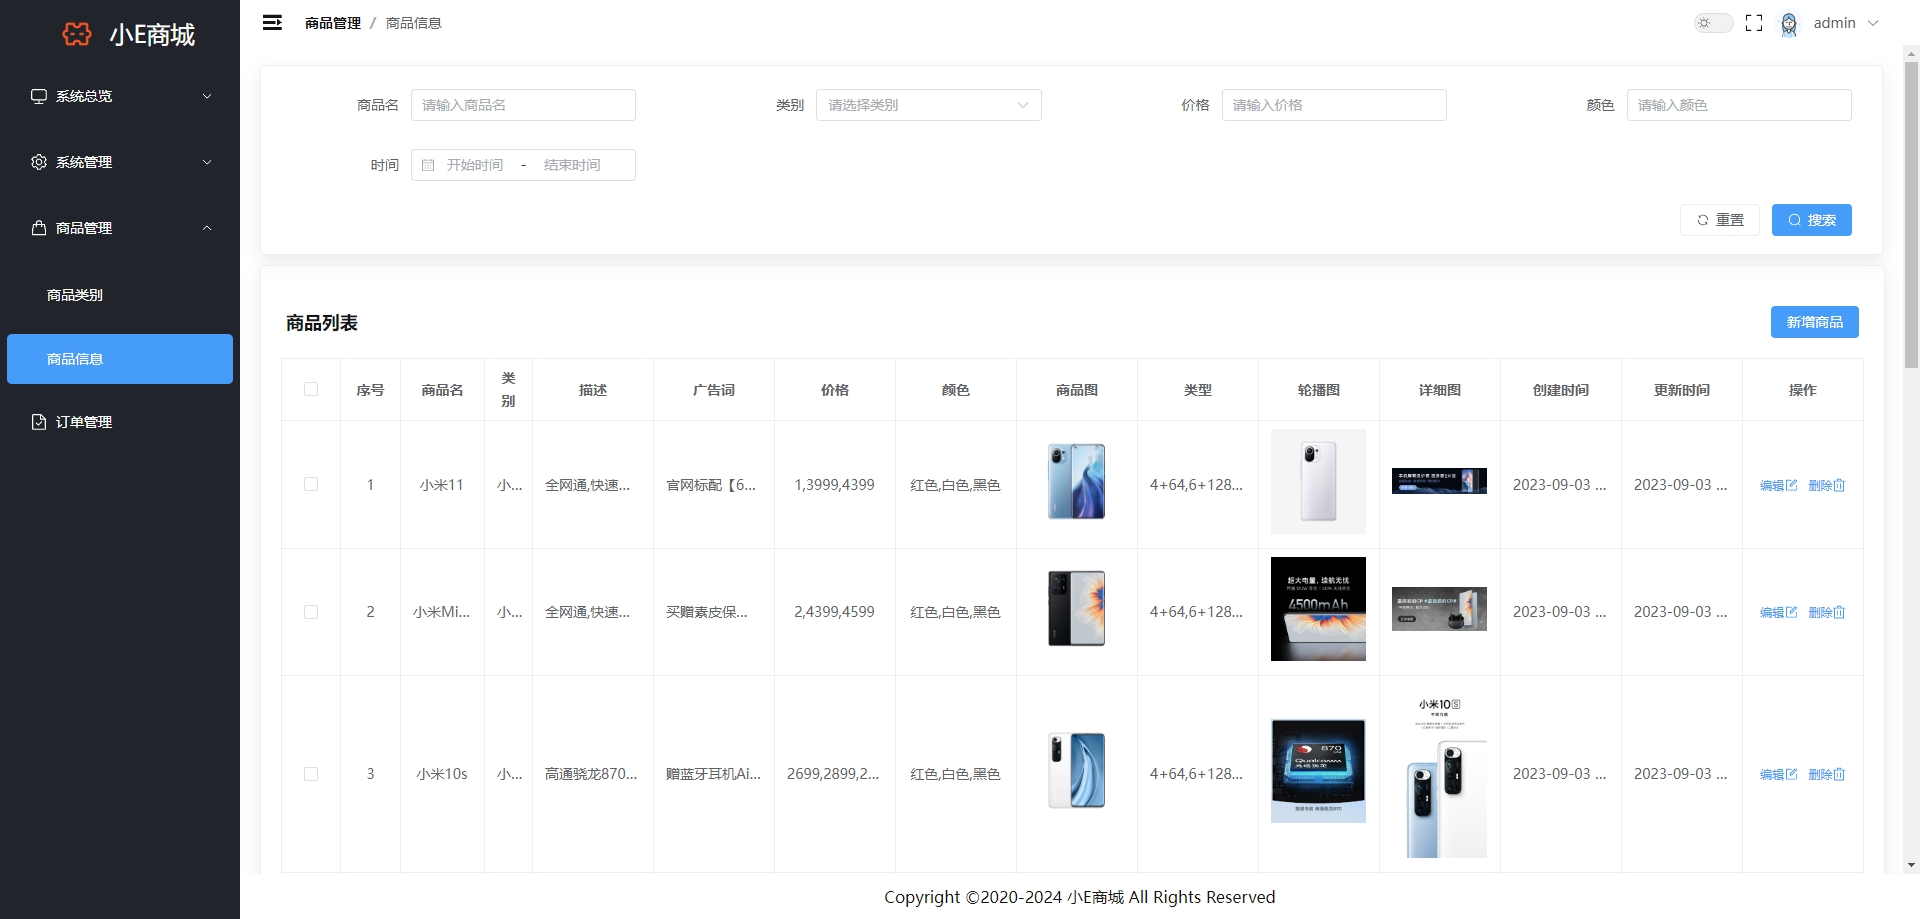 小E商城
商品管理 / 商品信息
admin
系统总览
系统管理
商品管理
商品类别
商品信息
订单管理
商品名 请输入商品名 类别 请选择类别 价格 请输入价格 颜色 请输入颜色
时间 开始时间 - 结束时间
重置 搜索
商品列表 新增商品
序号 商品名 类别 描述 广告词 价格 颜色 商品图 类型 轮播图 详细图 创建时间 更新时间 操作
1 小米11 小... 全网通,快速... 官网标配【6... 1,3999,4399 红色,白色,黑色 4+64,6+128... 2023-09-03 ... 2023-09-03 ... 编辑 删除
超大电量,续航无忧
4500mAh
2 小米Mi... 小... 全网通,快速... 买赠素皮保... 2,4399,4599 红色,白色,黑色 4+64,6+128... 2023-09-03 ... 2023-09-03 ... 编辑 删除
小米10S
870
Qualcomm
3 小米10s 小... 高通骁龙870... 赠蓝牙耳机Ai... 2699,2899,2... 红色,白色,黑色 4+64,6+128... 2023-09-03 ... 2023-09-03 ... 编辑 删除
Copyright ©2020-2024 小E商城 All Rights Reserved